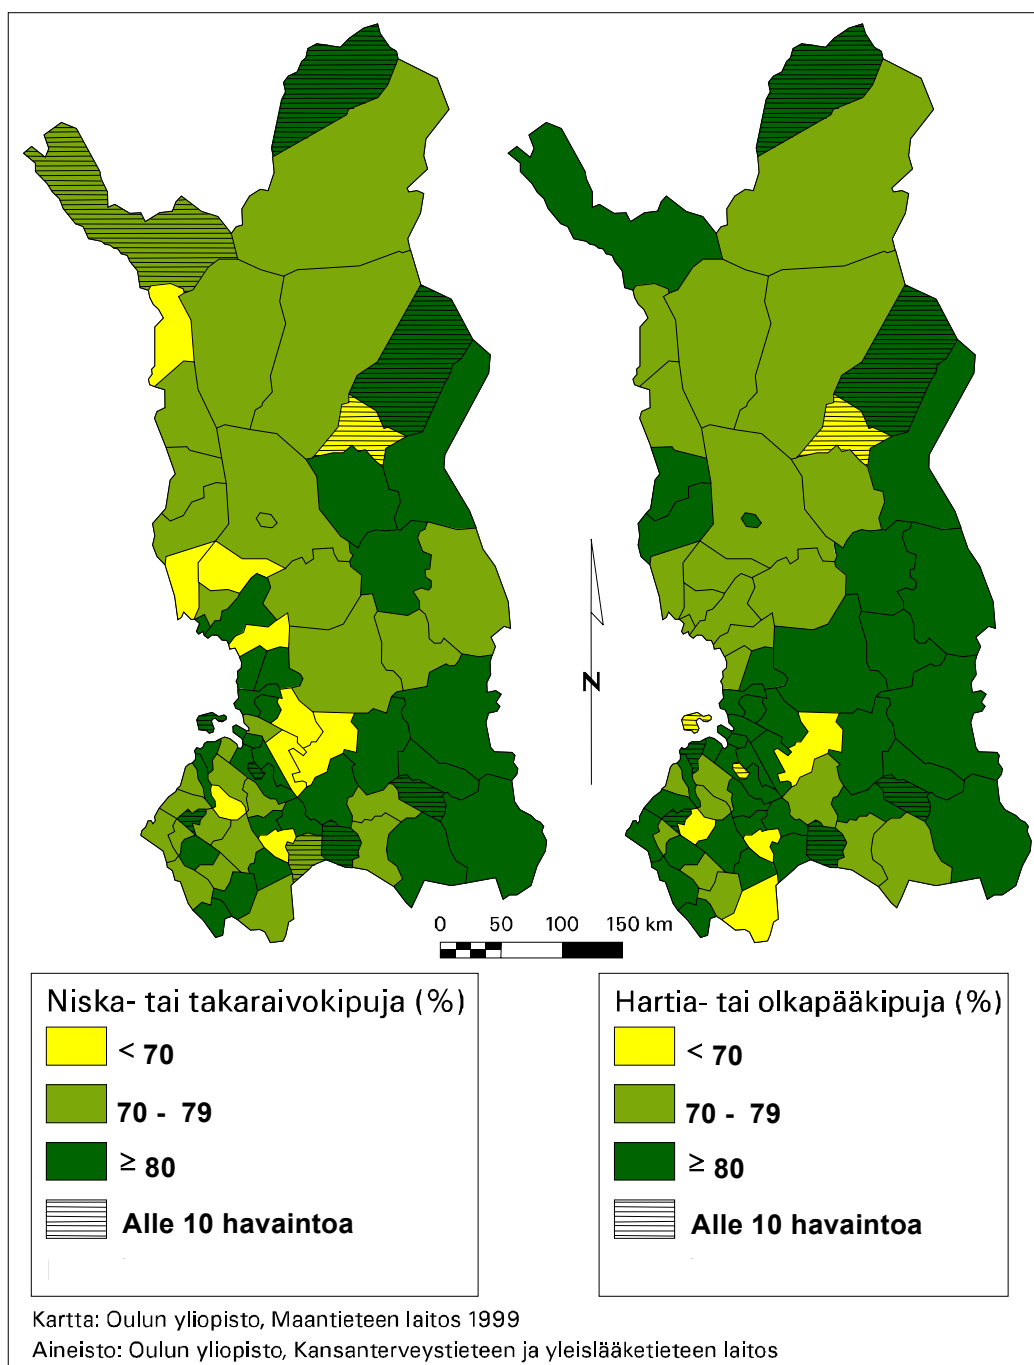 N
0 50 100 150 km
Niska- tai takaraivokipuja (%)
< 70
70 - 79
≥ 80
Alle 10 havaintoa
Hartia- tai olkapääkipuja (%)
< 70
70 - 79
≥ 80
Alle 10 havaintoa
Kartta: Oulun yliopisto, Maantieteen laitos 1999
Aineisto: Oulun yliopisto, Kansanterveystieteen ja yleislääketieteen laitos